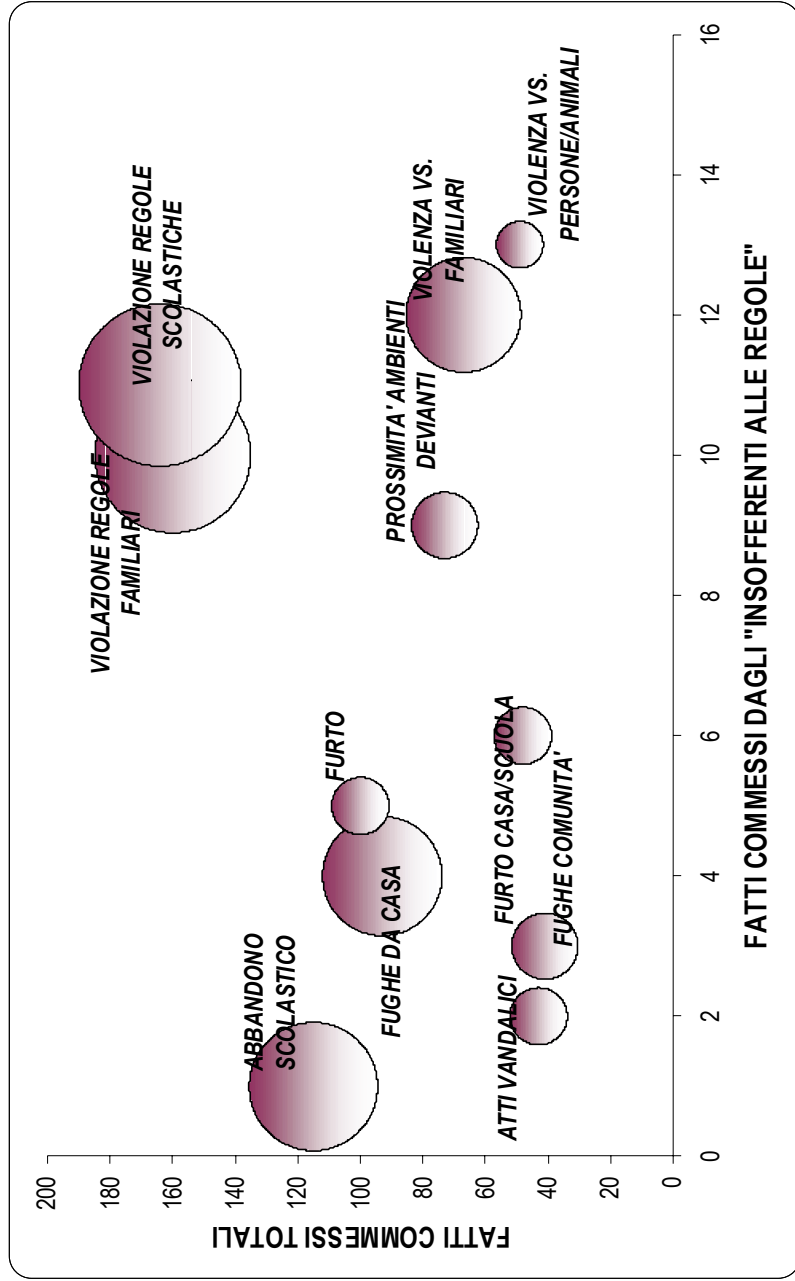 200
180
160
140
120
100
80
60
40
20
0
FATTI COMMESSI TOTALI
VIOLAZIONE REGOLE
SCOLASTICHE
VIOLAZIONE REGOLE
FAMILIARI
ABBANDONO
SCOLASTICO
FURTO
FUGHE DA CASA
PROSSIMITA' AMBIENTI
DEVIANTI
VIOLENZA VS.
FAMILIARI
VIOLENZA VS.
PERSONE/ANIMALI
ATTI VANDALICI
FURTO CASA/SCUOLA
FUGHE COMUNITA'
0
2
4
6
8
10
12
14
16
FATTI COMMESSI DAGLI "INSOFFERENTI ALLE REGOLE"